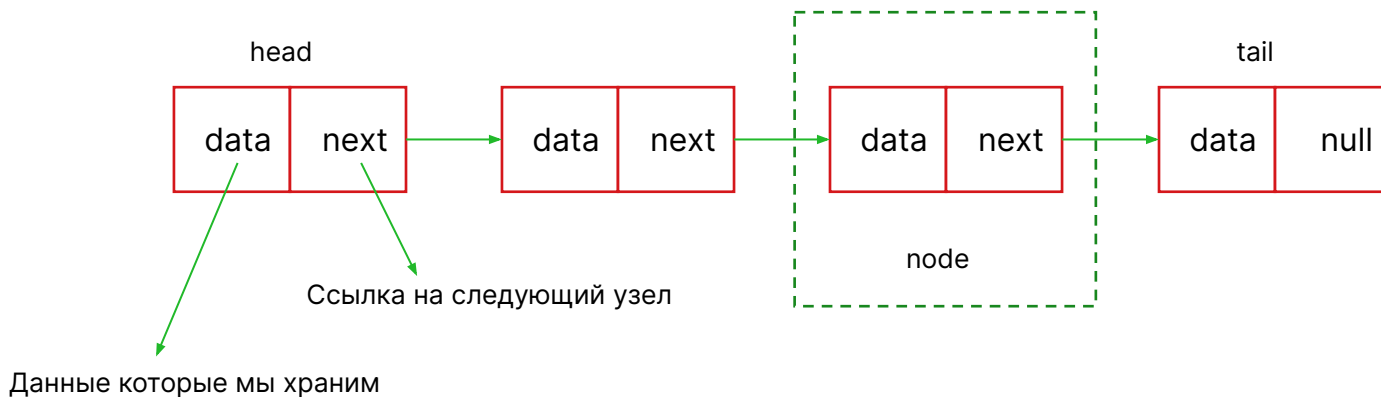 head
tail
data next data next data next data null
node
Ссылка на следующий узел
Данные которые мы храним